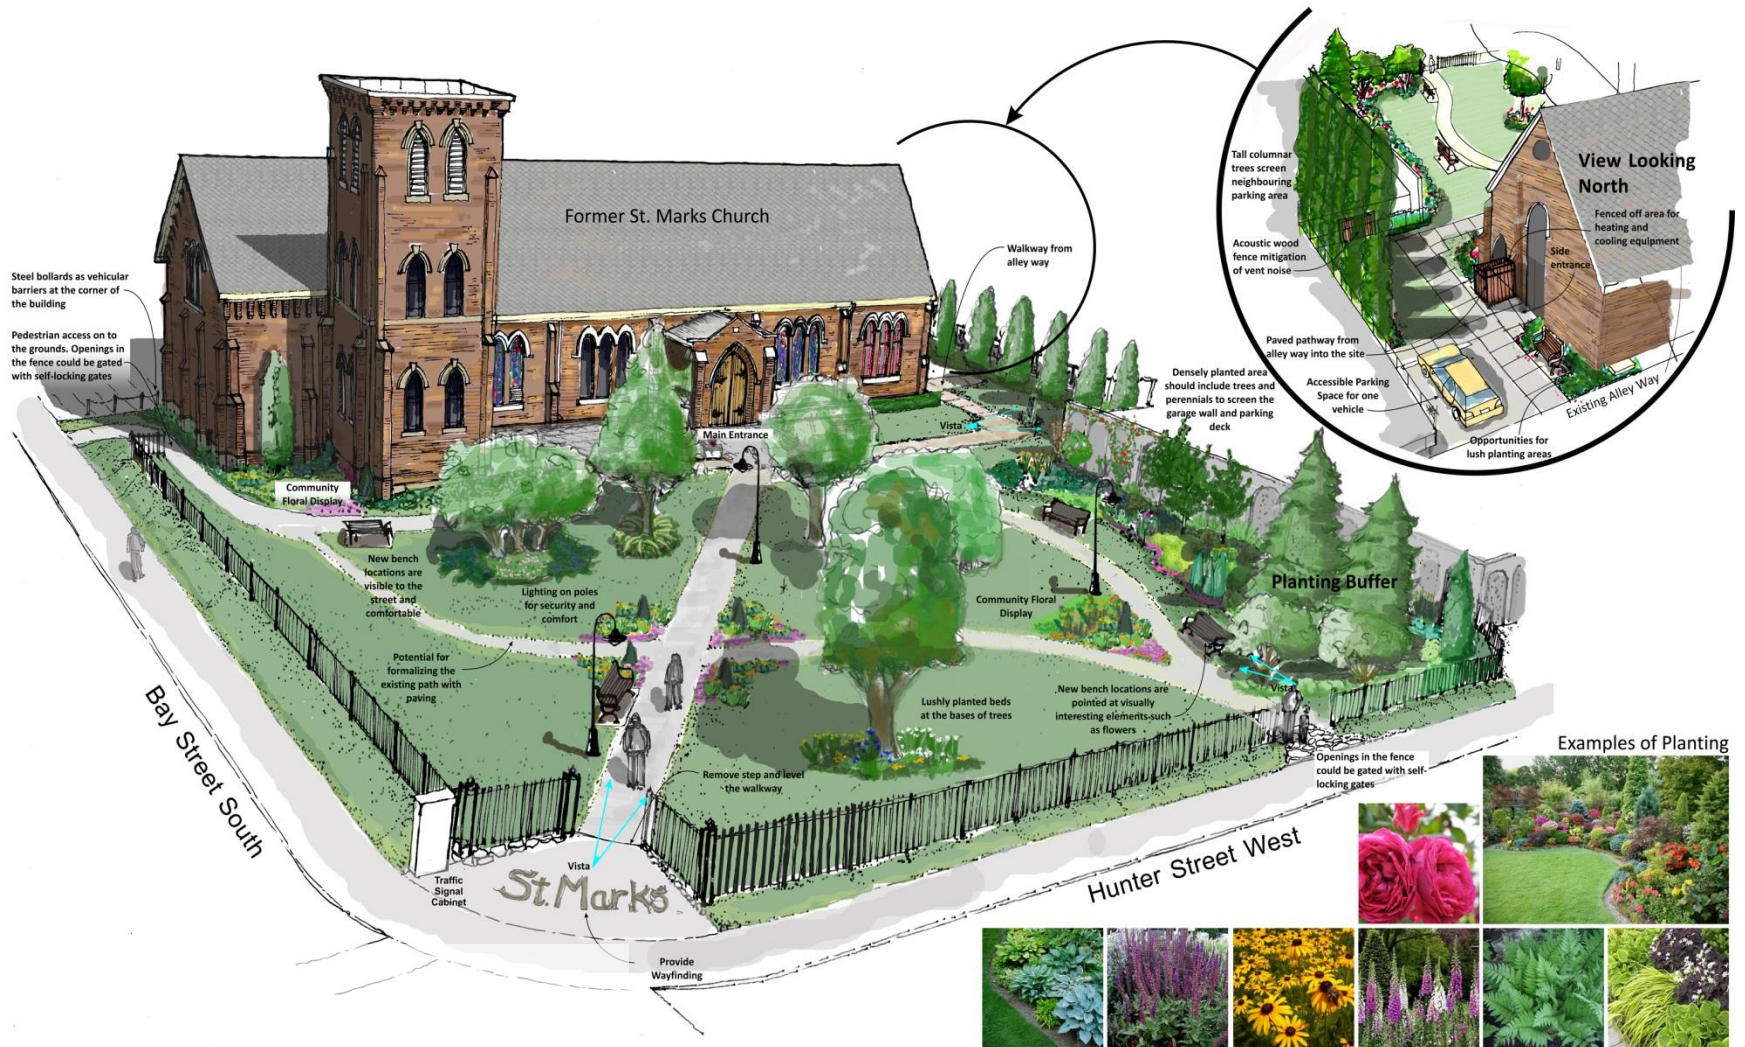 Former St. Marks Church
Steel bollards as vehicular
barriers at the corner of
the building
Pedestrian access on to
the grounds. Openings in
the fence could be gated
with self-locking gates
Walkway from
alley way
Tall columnar
trees screen
neighbouring
parking area
Acoustic wood
fence mitigation
of vent noise
View Looking
North
Fenced off area for
heating and
cooling equipment
Side
entrance
Paved pathway from
alley way into the site
Accessible Parking
Space for one
vehicle
Existing Alley Way
Opportunities for
lush planting areas
Densely planted area
should include trees and
perennials to screen the
garage wall and parking
deck
Main Entrance
Vista
Community
Floral Display
New bench
locations are
visible to the
street and
comfortable
Lighting on poles
for security and
comfort
Potential for
formalizing the
existing path with
paving
Community Floral
Display
Planting Buffer
Lushly planted beds
at the bases of trees
New bench locations are
pointed at visually
interesting elements such
as flowers
Vista
Remove step and level
the walkway
Openings in the fence
could be gated with self-
locking gates
Examples of Planting
Bay Street South
Hunter Street West
Traffic
Signal
Cabinet
Vista
St. Marks
Provide
Wayfinding